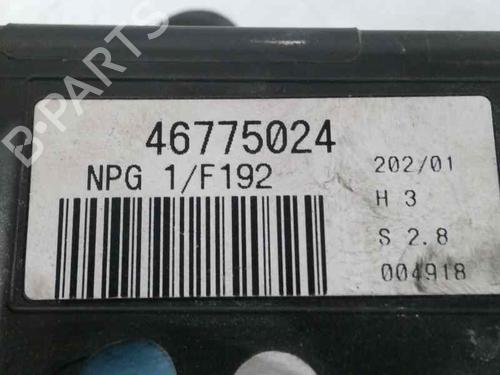 B-PARTS
46775024
NPG 1/F192
202/01
H 3
S 2.8
004918